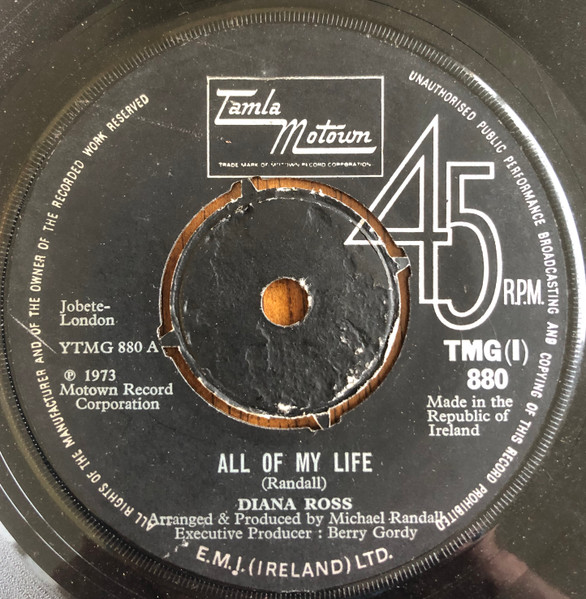 Tamla
Motown
TRADE MARK OF MOTOWN RECORD CORPORATION
ALL RIGHTS OF THE MANUFACTURER AND OF THE OWNER OF THE RECORDED WORK RESERVED
UNAUTHORISED PUBLIC PERFORMANCE BROADCASTING AND COPYING OF THIS RECORD PROHIBITED
45
R.P.M.
Jobete-
London
YTMG 880 A
℗ 1973
Motown Record
Corporation
TMG(I)
880
Made in the
Republic of
Ireland
ALL OF MY LIFE
(Randall)
DIANA ROSS
Arranged & Produced by Michael Randall
Executive Producer : Berry Gordy
E.M.I. (IRELAND) LTD.